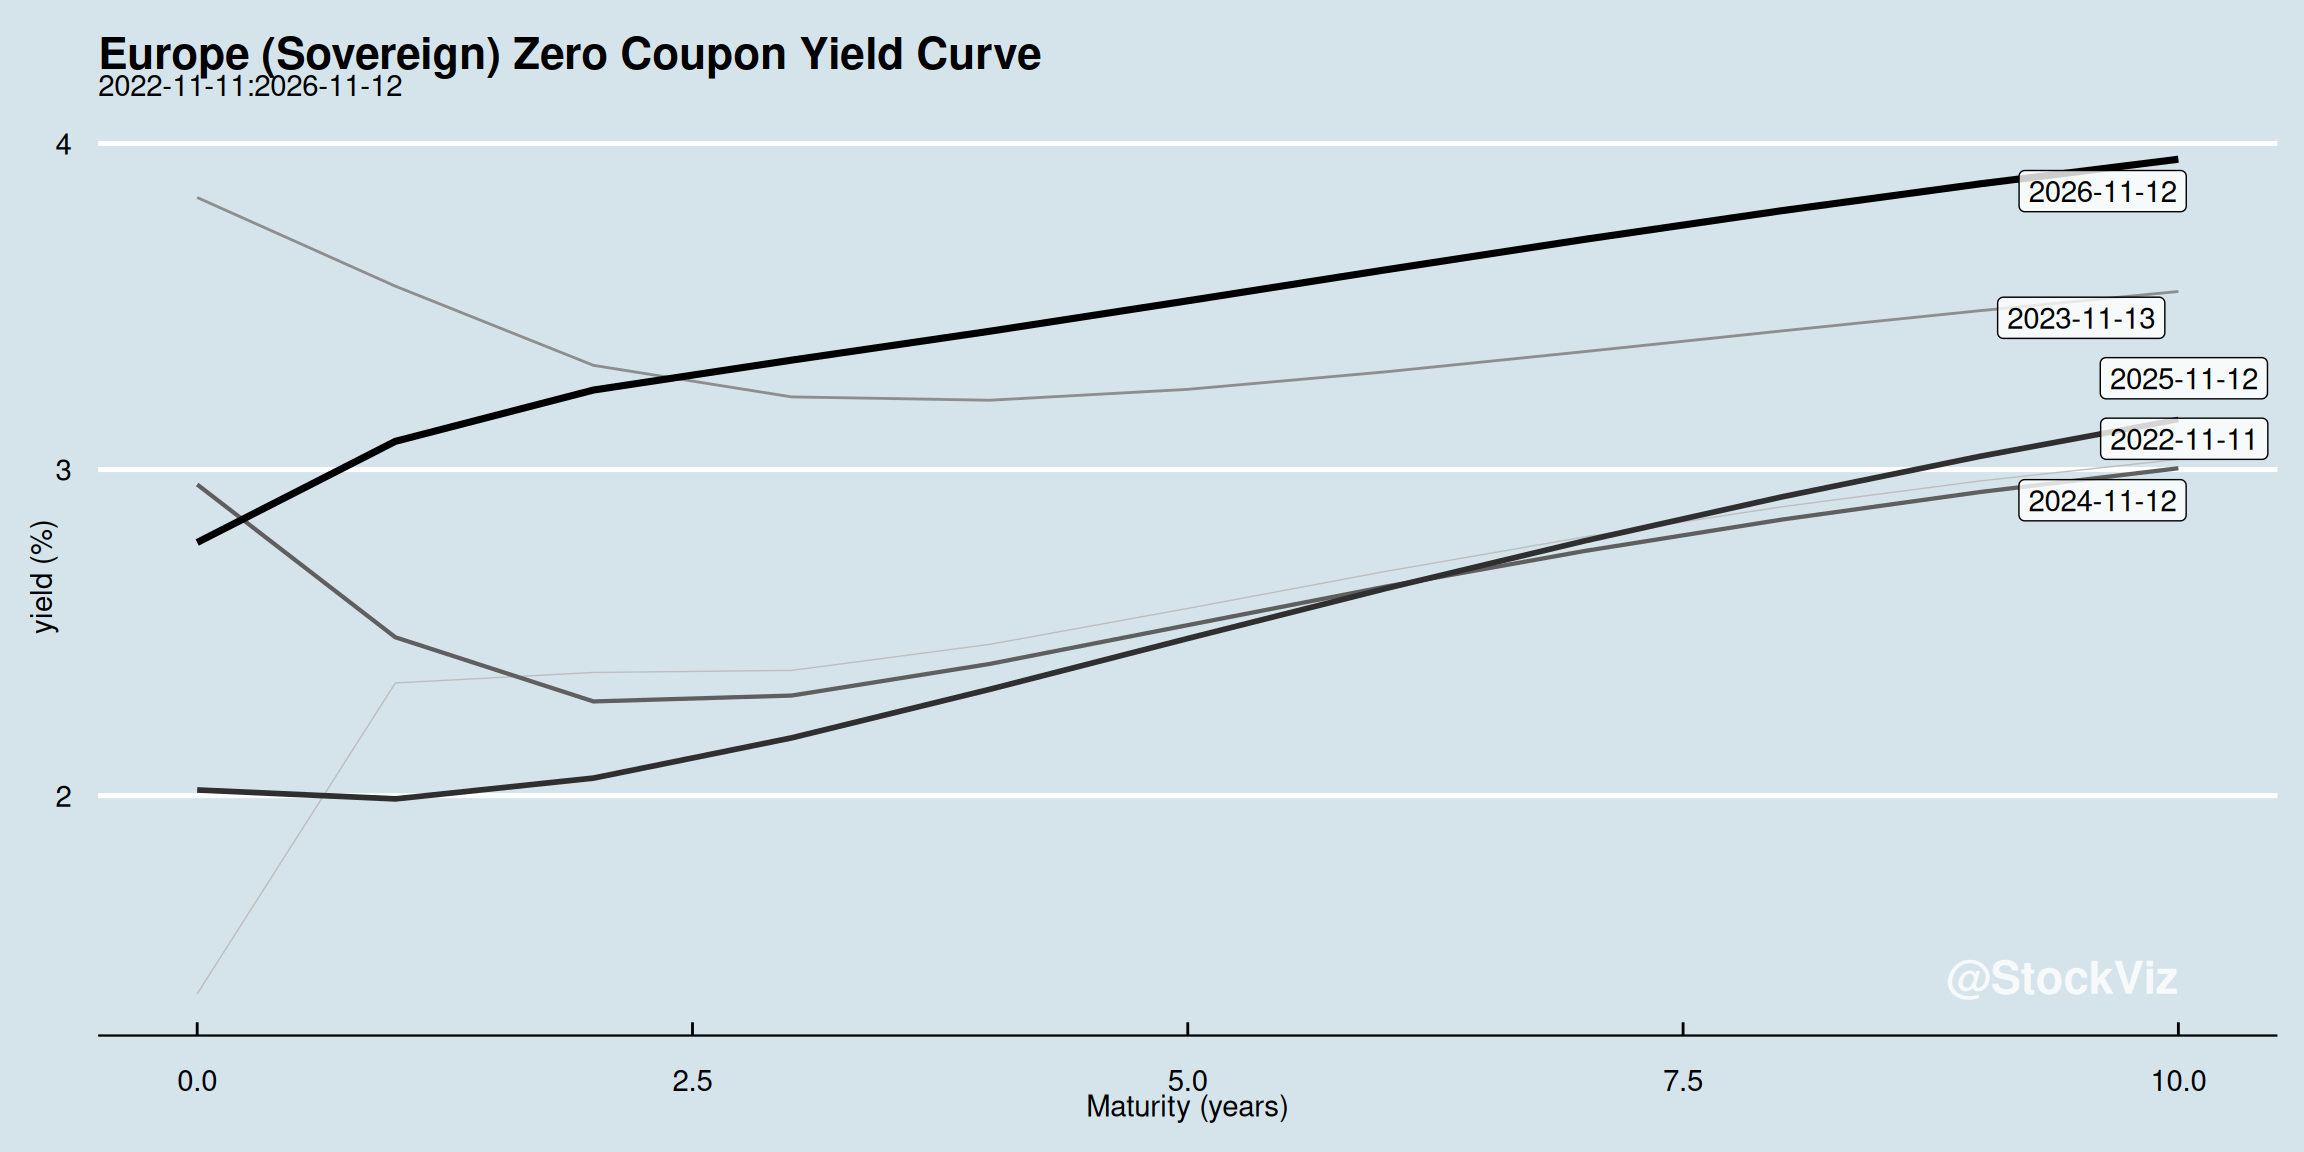 Europe (Sovereign) Zero Coupon Yield Curve
2022-11-11:2026-11-12
4
3
2
yield (%)
2026-11-12
2023-11-13
2025-11-12
2022-11-11
2024-11-12
@StockViz
0.0 2.5 5.0 7.5 10.0
Maturity (years)